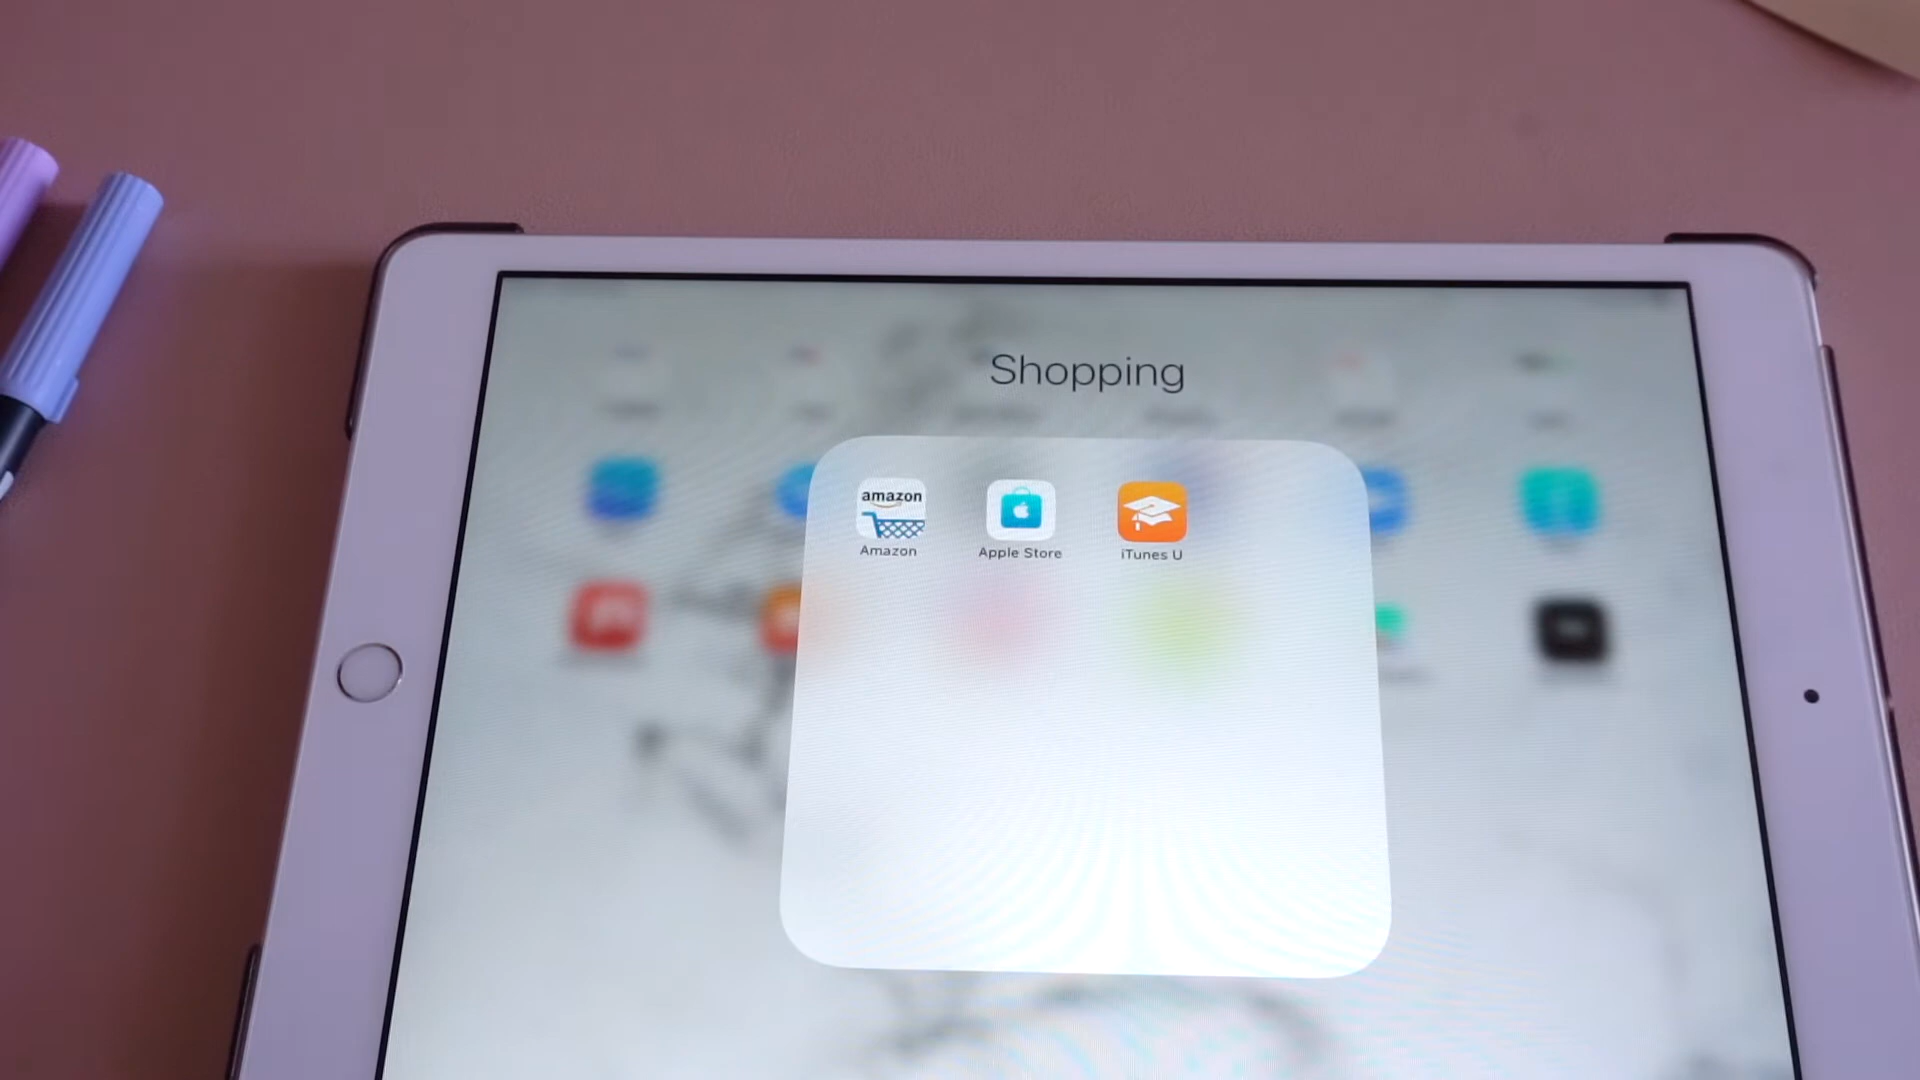 Shopping
amazon
Amazon
Apple Store
iTunes U